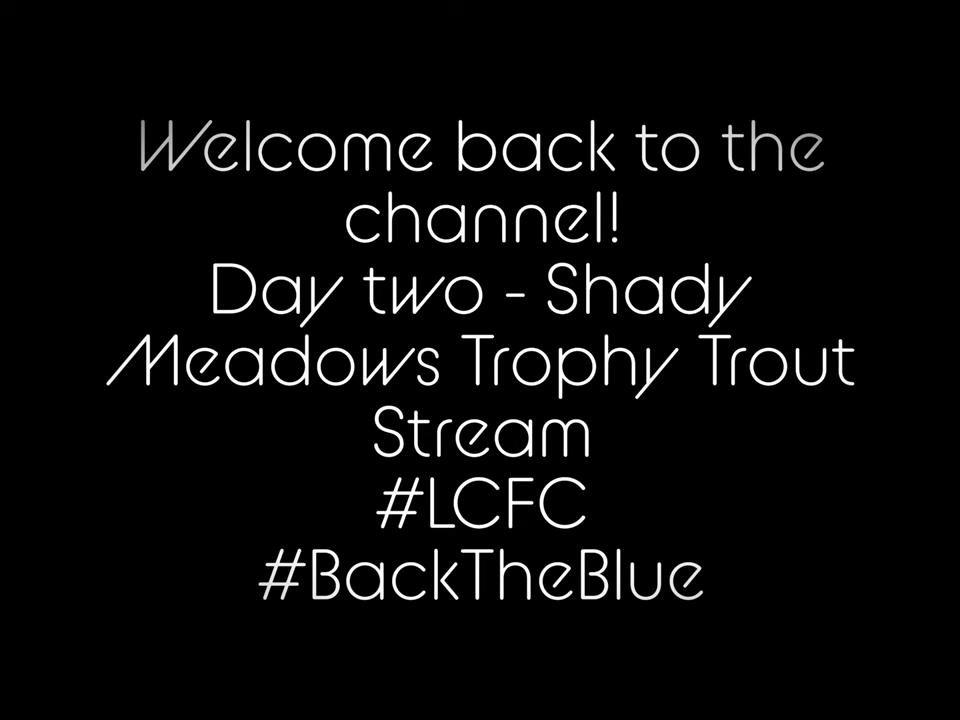 Welcome back to the
channel!
Day two - Shady
Meadows Trophy Trout
Stream
#LCFC
#BackTheBlue